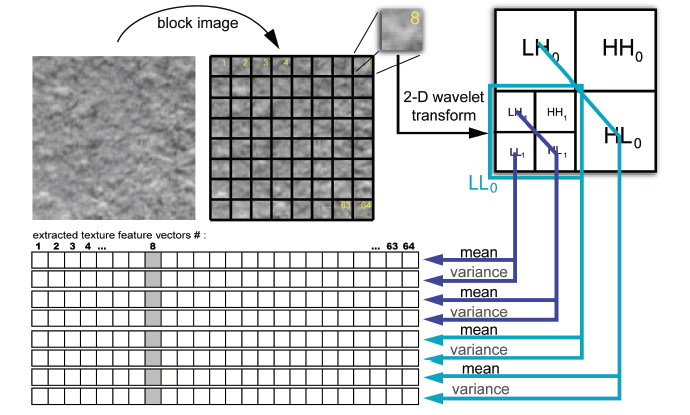 block image
1 2 3 4
8
2-D wavelet
transform
LH0 HH0
LH1 HH1
LL1 HL1
HL0
LL0
... 63 64
extracted texture feature vectors # :
1 2 3 4 ... 8 ... 63 64
mean
variance
mean
variance
mean
variance
mean
variance